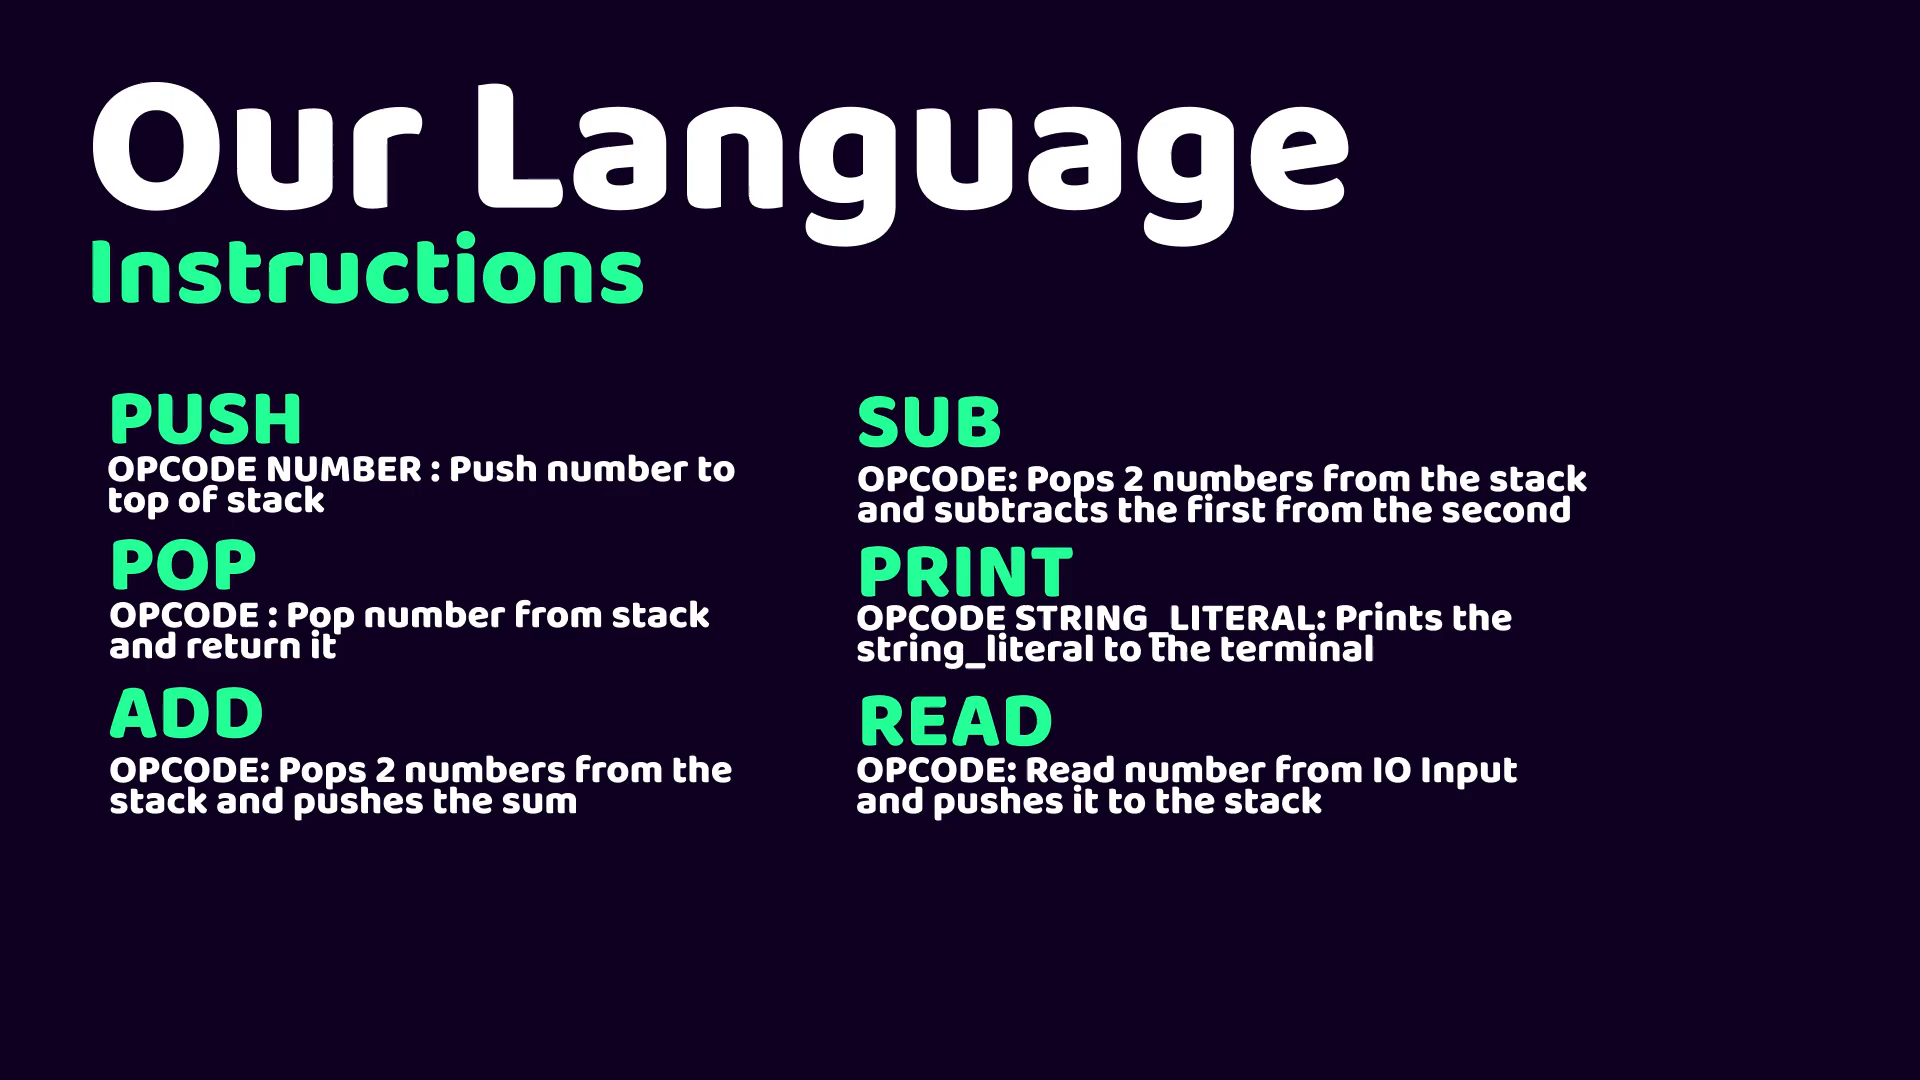 Our Language
Instructions
PUSH
OPCODE NUMBER : Push number to
top of stack
POP
OPCODE : Pop number from stack
and return it
ADD
OPCODE: Pops 2 numbers from the
stack and pushes the sum
SUB
OPCODE: Pops 2 numbers from the stack
and subtracts the first from the second
PRINT
OPCODE STRING_LITERAL: Prints the
string_literal to the terminal
READ
OPCODE: Read number from IO Input
and pushes it to the stack